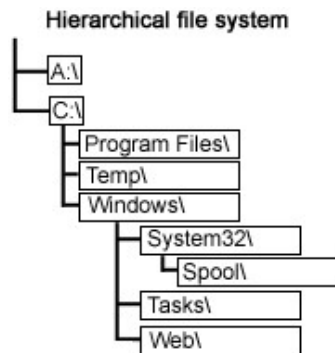 Hierarchical file system
A:\
C:\
Program Files\
Temp\
Windows\
System32\
Spool\
Tasks\
Web\